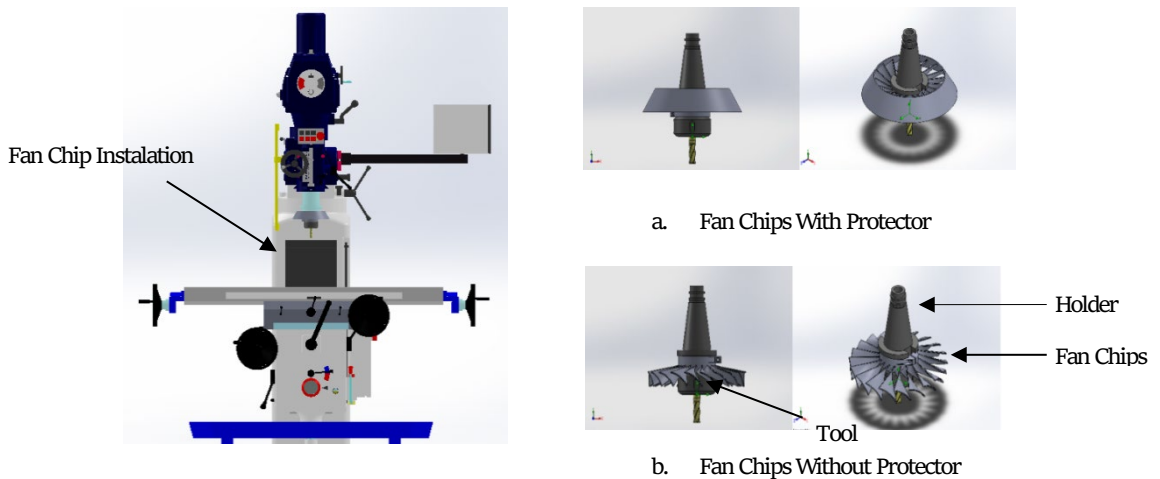 Fan Chip Instalation
a. Fan Chips With Protector
Holder
Fan Chips
Tool
b. Fan Chips Without Protector